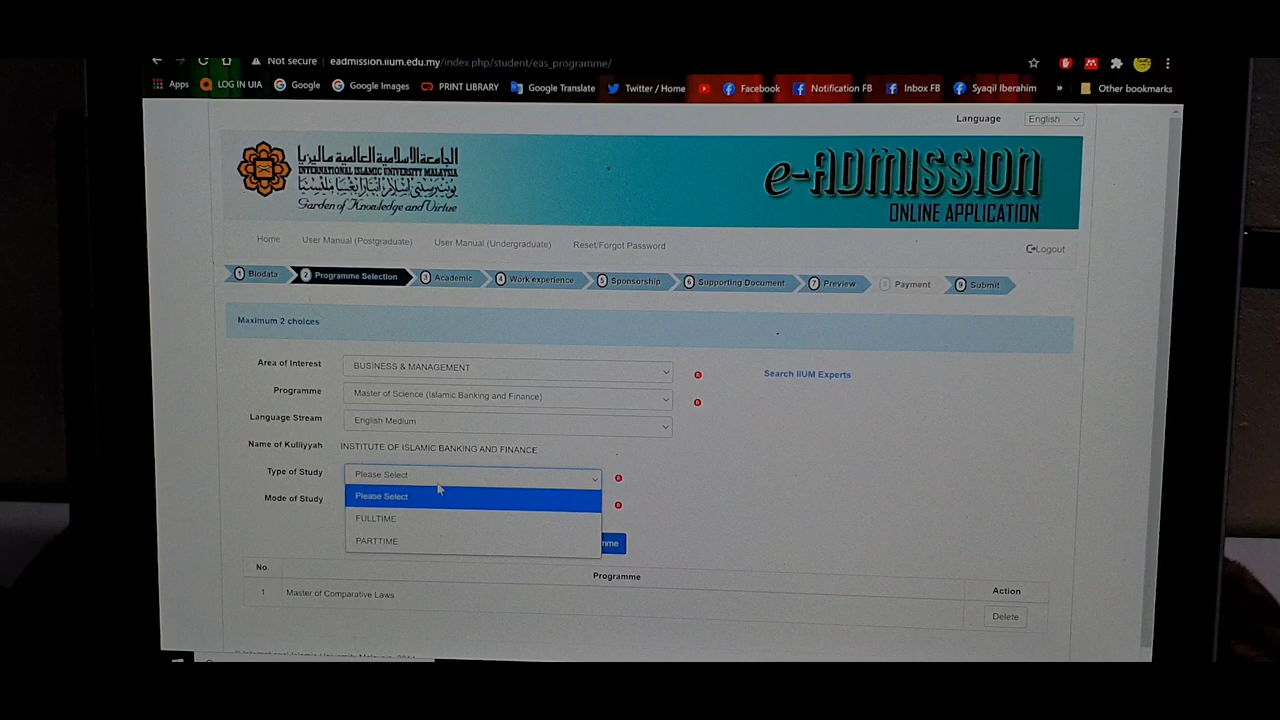 Not secure eadmission.iium.edu.my/index.php/student/eas_programme/
Apps LOG IN UIA Google Google Images PRINT LIBRARY Google Translate Twitter / Home Facebook Notification FB Inbox FB Syaqil Iberahim » Other bookmarks
Language English
الجامعة الإسلامية العالمية ماليزيا
INTERNATIONAL ISLAMIC UNIVERSITY MALAYSIA
Garden of Knowledge and Virtue
e-ADMISSION
ONLINE APPLICATION
Home User Manual (Postgraduate) User Manual (Undergraduate) Reset/Forgot Password Logout
1 Biodata 2 Programme Selection 3 Academic 4 Work experience 5 Sponsorship 6 Supporting Document 7 Preview 8 Payment 9 Submit
Maximum 2 choices
Area of Interest BUSINESS & MANAGEMENT Search IIUM Experts
Programme Master of Science (Islamic Banking and Finance)
Language Stream English Medium
Name of Kulliyyah INSTITUTE OF ISLAMIC BANKING AND FINANCE
Type of Study Please Select
Please Select
Mode of Study
FULLTIME
PARTTIME
No. Programme Action
1 Master of Comparative Laws
Delete